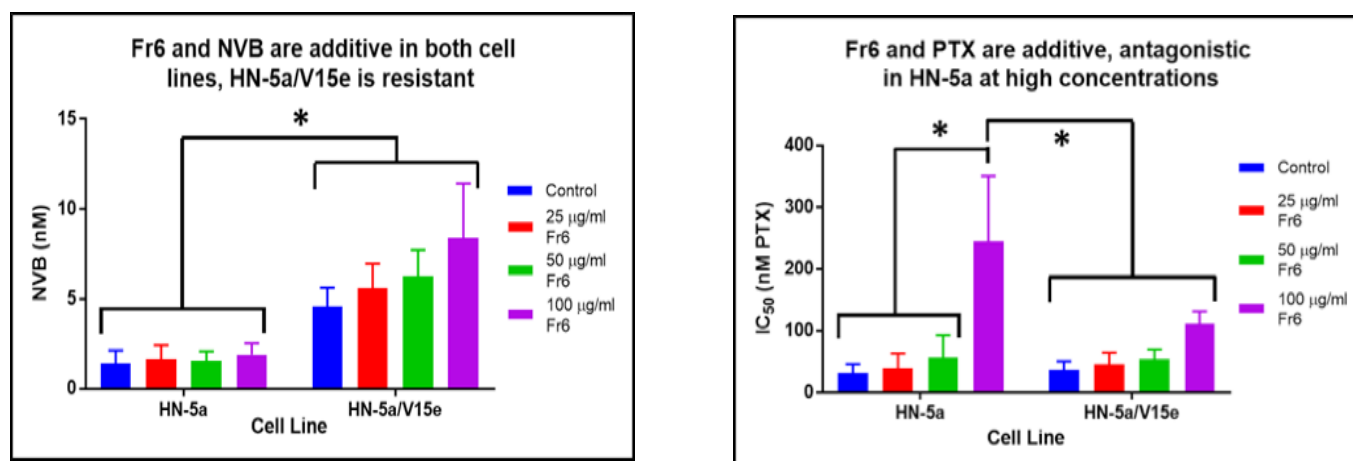 Fr6 and NVB are additive in both cell
lines, HN-5a/V15e is resistant
15
10
5
0
NVB (nM)
*
HN-5a
HN-5a/V15e
Cell Line
Control
25 μg/ml
Fr6
50 μg/ml
Fr6
100 μg/ml
Fr6
Fr6 and PTX are additive, antagonistic
in HN-5a at high concentrations
400
300
200
100
0
IC50 (nM PTX)
*
*
HN-5a
HN-5a/V15e
Cell Line
Control
25 μg/ml
Fr6
50 μg/ml
Fr6
100 μg/ml
Fr6